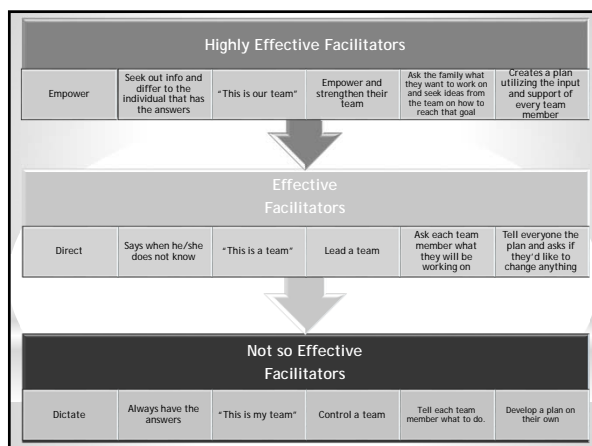 Highly Effective Facilitators
Empower
Seek out info and
differ to the
individual that has
the answers
"This is our team"
Empower and
strengthen their
team
Ask the family what
they want to work on
and seek ideas from
the team on how to
reach that goal
Creates a plan
utilizing the input
and support of
every team
member
Effective
Facilitators
Direct
Says when he/she
does not know
"This is a team"
Lead a team
Ask each team
member what
they will be
working on
Tell everyone the
plan and asks if
they'd like to
change anything
Not so Effective
Facilitators
Dictate
Always have the
answers
"This is my team"
Control a team
Tell each team
member what to do.
Develop a plan on
their own